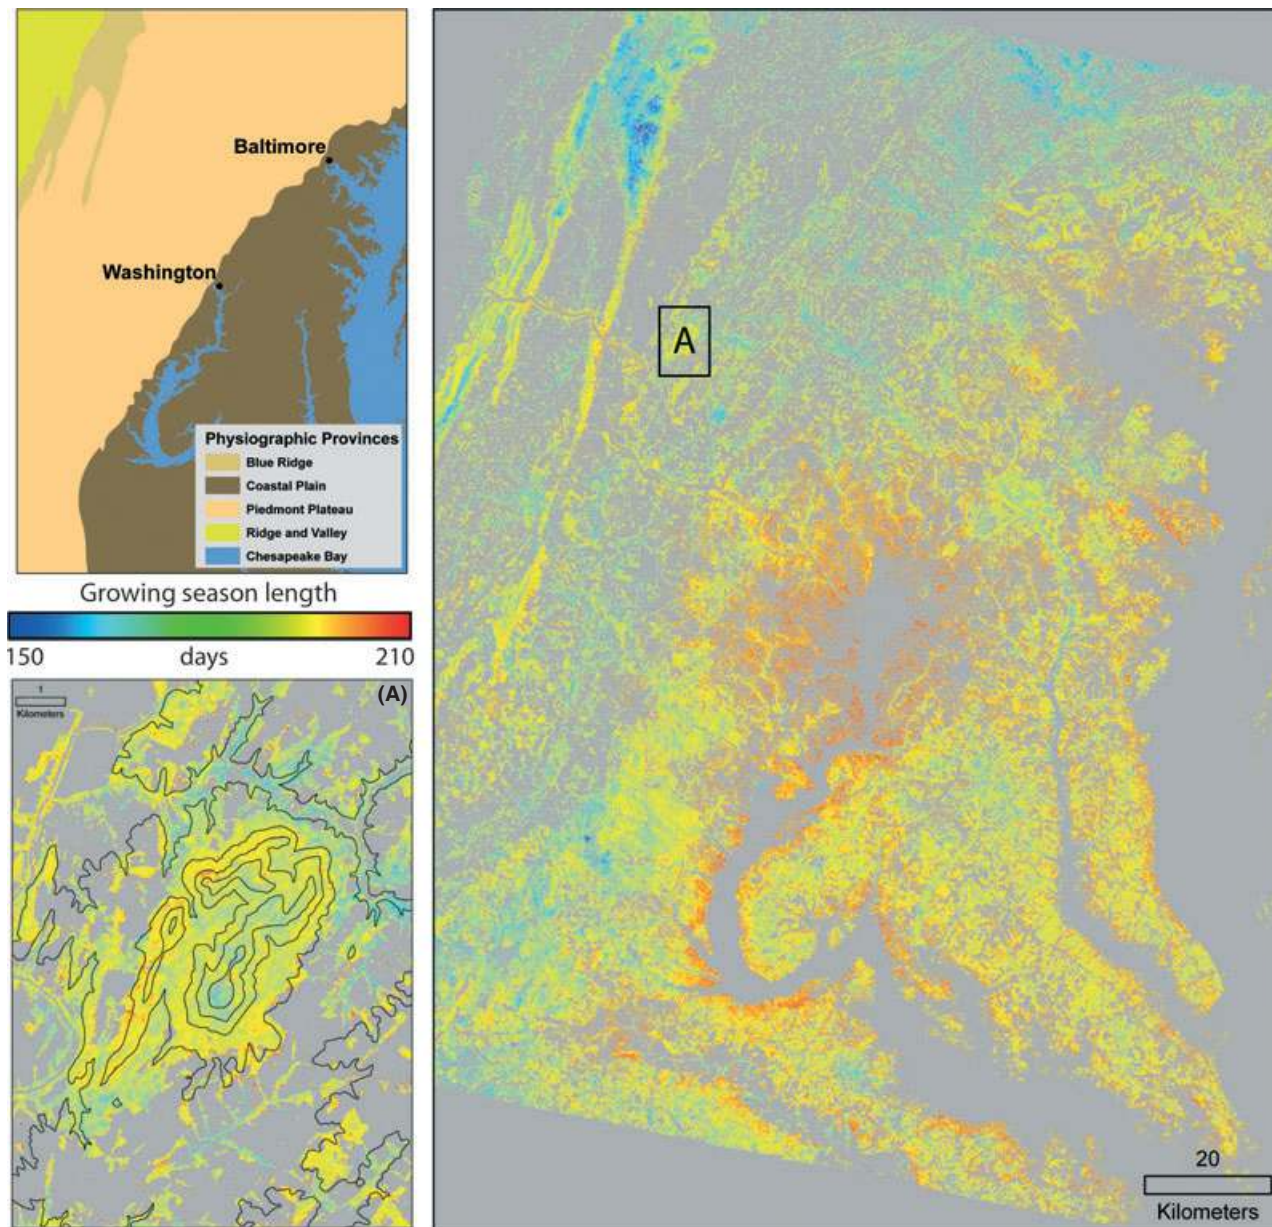 Baltimore
Washington
Physiographic Provinces
Blue Ridge
Coastal Plain
Piedmont Plateau
Ridge and Valley
Chesapeake Bay
Growing season length
150 days 210
1
Kilometers
(A)
A
20
Kilometers